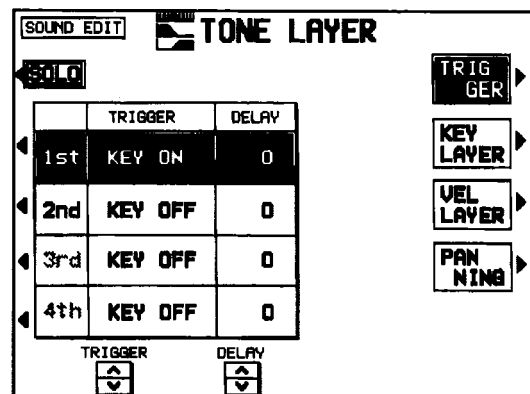 SOUND EDIT TONE LAYER
SOLO
TRIGGER DELAY
1st KEY ON 0
2nd KEY OFF 0
3rd KEY OFF 0
4th KEY OFF 0
TRIGGER DELAY
TRIG
GER
KEY
LAYER
VEL
LAYER
PAN
NING